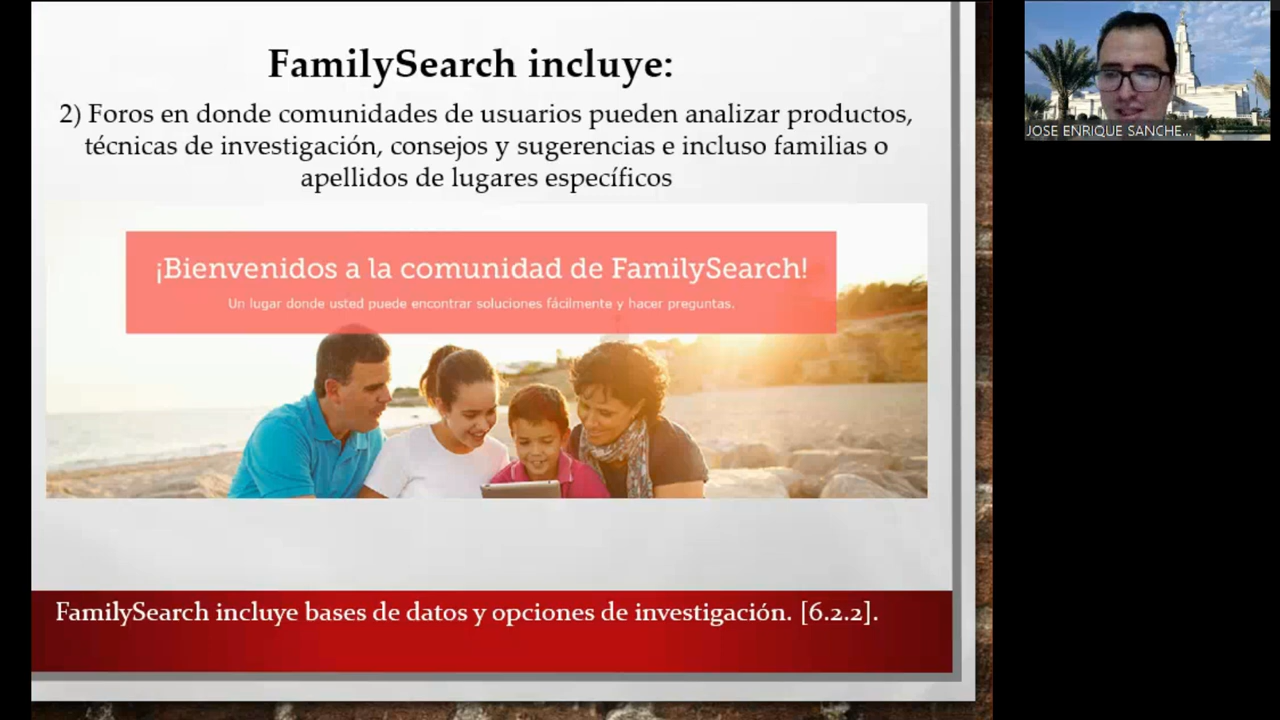 FamilySearch incluye:
2) Foros en donde comunidades de usuarios pueden analizar productos,
técnicas de investigación, consejos y sugerencias e incluso familias o
apellidos de lugares específicos
¡Bienvenidos a la comunidad de FamilySearch!
Un lugar donde usted puede encontrar soluciones fácilmente y hacer preguntas.
FamilySearch incluye bases de datos y opciones de investigación. [6.2.2].
JOSE ENRIQUE SANCHE...